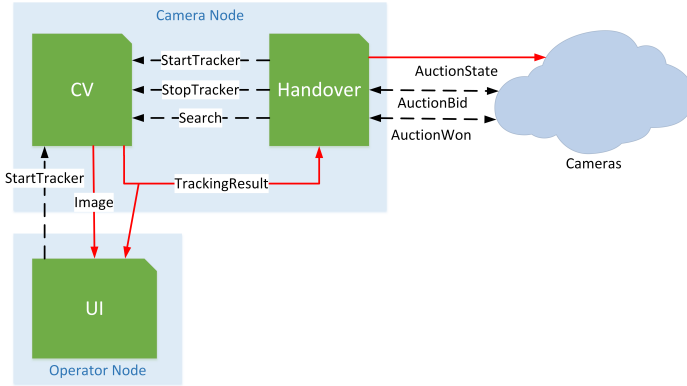 Camera Node
CV
StartTracker
StopTracker
Search
Handover
AuctionState
AuctionBid
AuctionWon
Cameras
StartTracker
TrackingResult
Image
UI
Operator Node